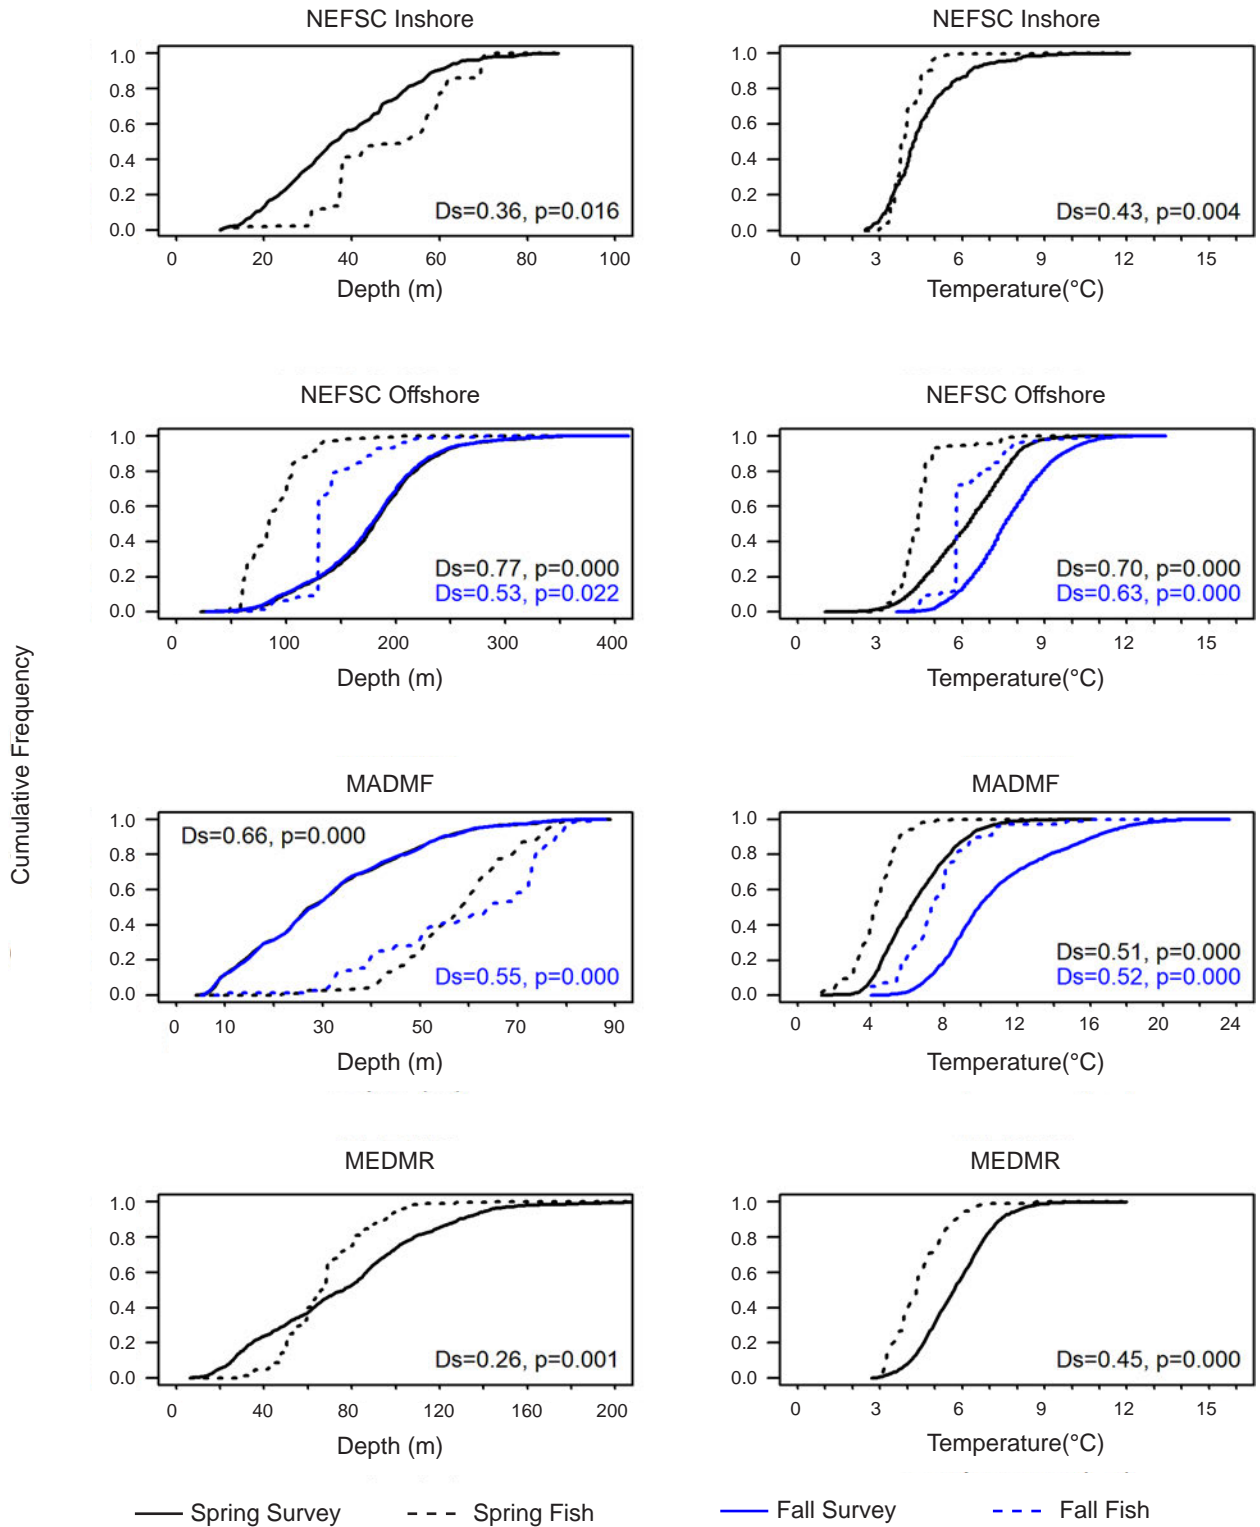 NEFSC Inshore
1.0
0.8
0.6
0.4
0.2
0.0
Ds=0.36, p=0.016
0 20 40 60 80 100
Depth (m)
NEFSC Inshore
1.0
0.8
0.6
0.4
0.2
0.0
Ds=0.43, p=0.004
0 3 6 9 12 15
Temperature(°C)
NEFSC Offshore
1.0
0.8
0.6
0.4
0.2
0.0
Ds=0.77, p=0.000
Ds=0.53, p=0.022
0 100 200 300 400
Depth (m)
NEFSC Offshore
1.0
0.8
0.6
0.4
0.2
0.0
Ds=0.70, p=0.000
Ds=0.63, p=0.000
0 3 6 9 12 15
Temperature(°C)
Cumulative Frequency
MADMF
1.0
0.8
0.6
0.4
0.2
0.0
Ds=0.66, p=0.000
Ds=0.55, p=0.000
0 10 30 50 70 90
Depth (m)
MADMF
1.0
0.8
0.6
0.4
0.2
0.0
Ds=0.51, p=0.000
Ds=0.52, p=0.000
0 4 8 12 16 20 24
Temperature(°C)
MEDMR
1.0
0.8
0.6
0.4
0.2
0.0
Ds=0.26, p=0.001
0 40 80 120 160 200
Depth (m)
MEDMR
1.0
0.8
0.6
0.4
0.2
0.0
Ds=0.45, p=0.000
0 3 6 9 12 15
Temperature(°C)
Spring Survey Spring Fish Fall Survey Fall Fish